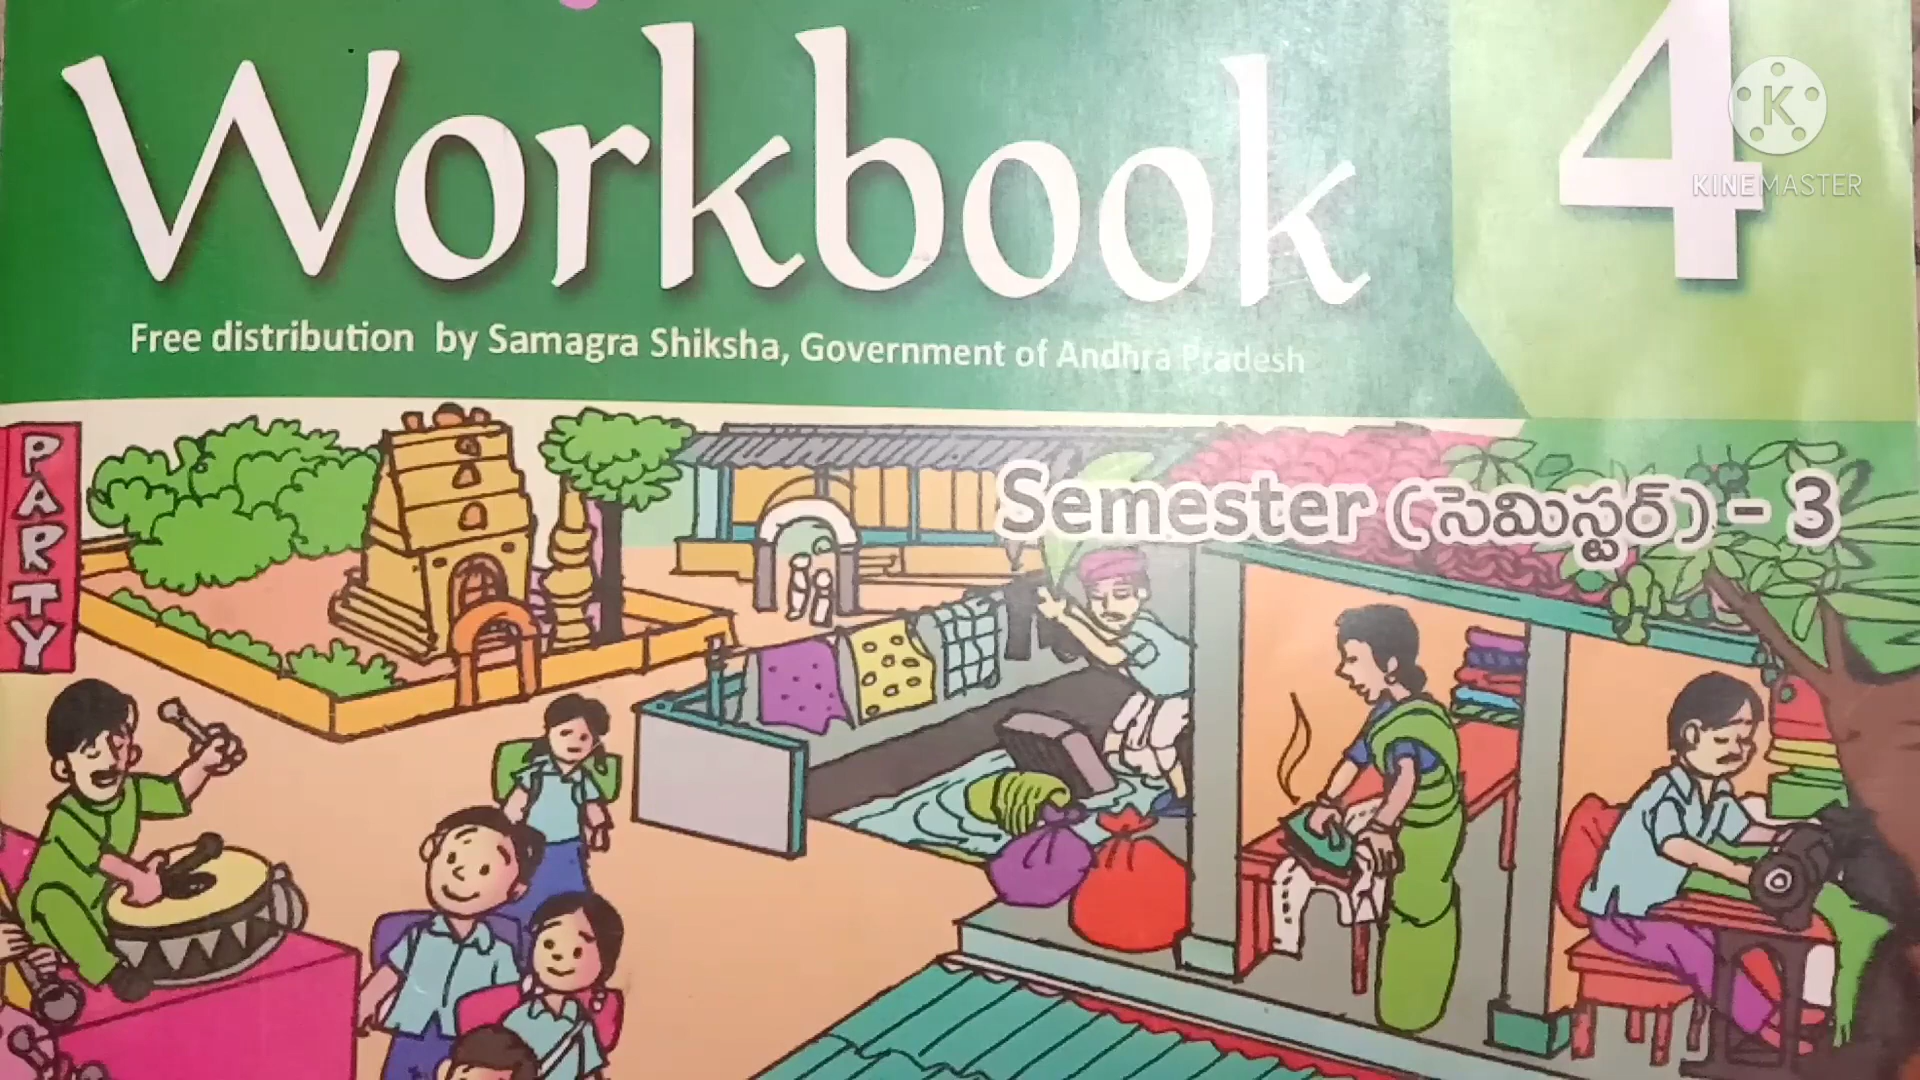 Workbook 4
K
KINEMASTER
Free distribution by Samagra Shiksha, Government of Andhra Pradesh
Semester (సెమిస్టర్) - 3
PARTY